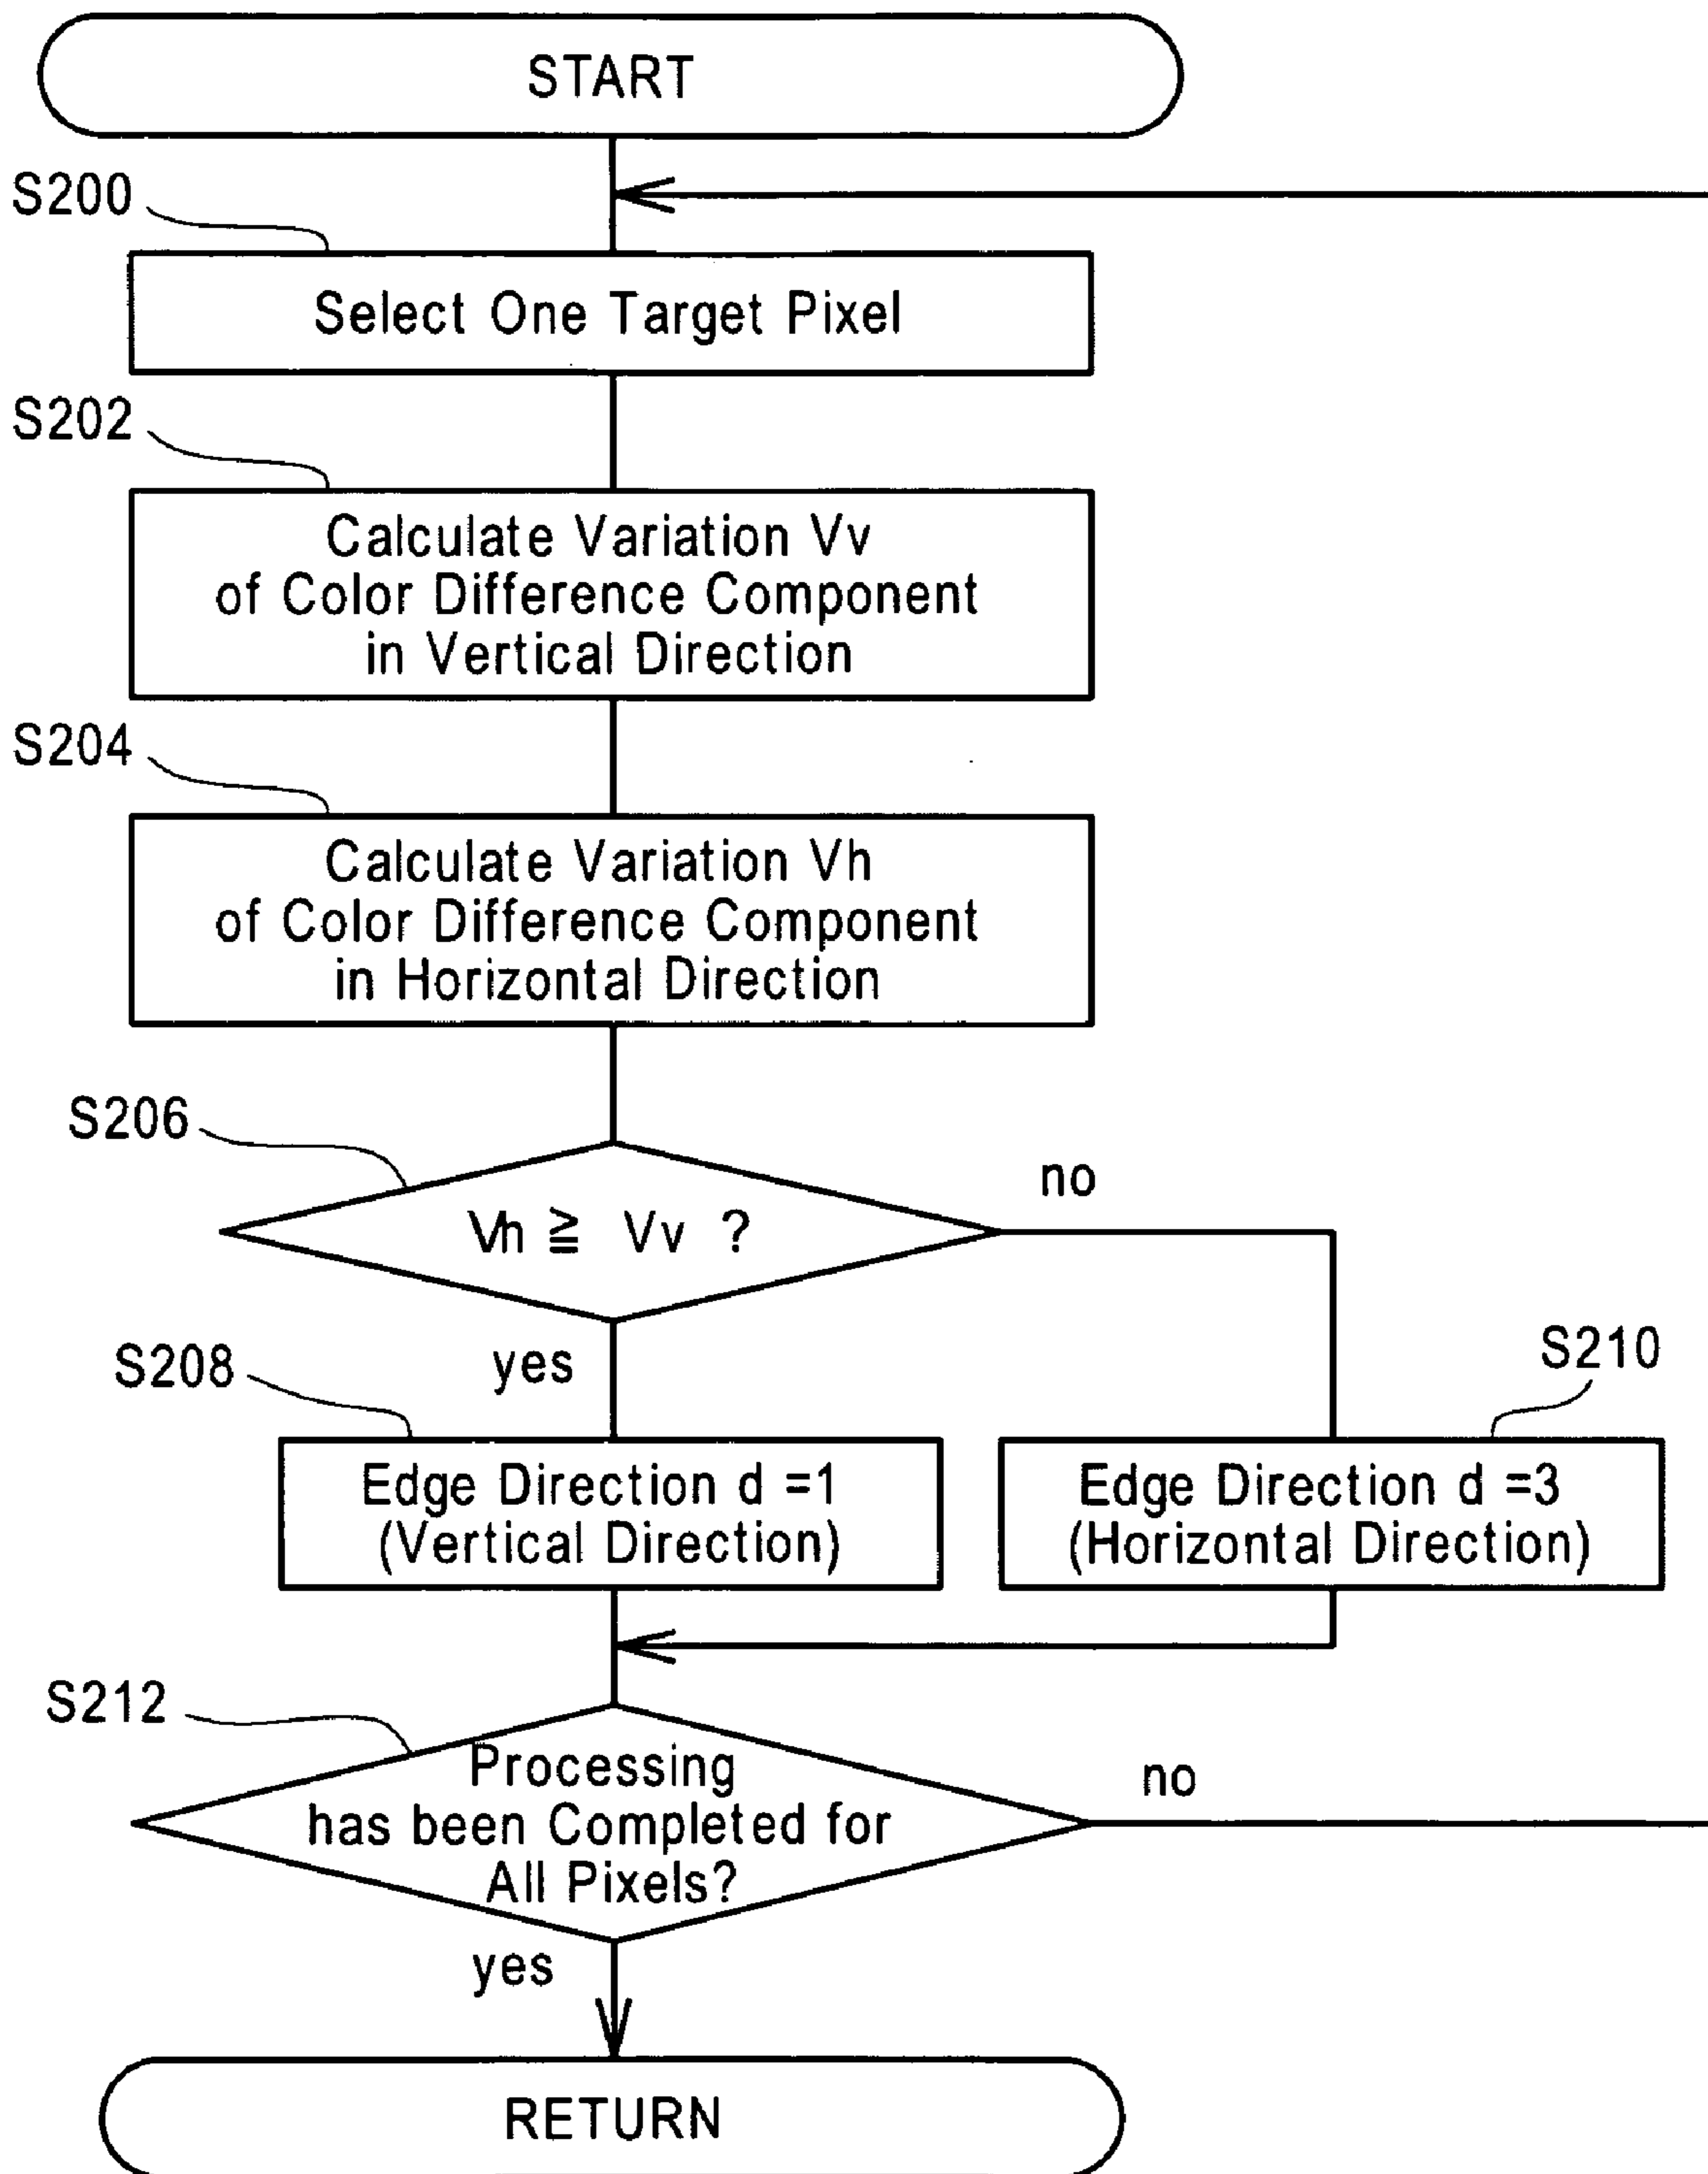 START
S200
Select One Target Pixel
S202
Calculate Variation Vv
of Color Difference Component
in Vertical Direction
S204
Calculate Variation Vh
of Color Difference Component
in Horizontal Direction
S206
Vh ≧ Vv ?
no
yes
S208
Edge Direction d =1
(Vertical Direction)
S210
Edge Direction d =3
(Horizontal Direction)
S212
Processing
has been Completed for
All Pixels?
no
yes
RETURN